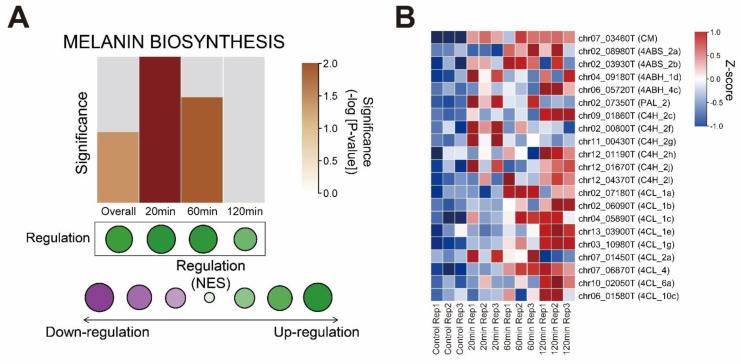 A
MELANIN BIOSYNTHESIS
Significance
Overall 20min 60min 120min
2.0
1.5
1.0
0.5
0.0
Significance
(-log [P-value])
Regulation
Regulation
(NES)
Down-regulation
Up-regulation
B
chr07_03460T (CM)
chr02_08980T (4ABS_2a)
chr02_03930T (4ABS_2b)
chr04_09180T (4ABH_1d)
chr06_05720T (4ABH_4c)
chr02_07350T (PAL_2)
chr09_01860T (C4H_2c)
chr02_00800T (C4H_2f)
chr11_00430T (C4H_2g)
chr12_01190T (C4H_2h)
chr12_01670T (C4H_2j)
chr12_04370T (C4H_2l)
chr02_07180T (4CL_1a)
chr02_06090T (4CL_1b)
chr04_05890T (4CL_1c)
chr13_03900T (4CL_1e)
chr03_10980T (4CL_1g)
chr07_01450T (4CL_2a)
chr07_06870T (4CL_4)
chr10_02050T (4CL_6a)
chr06_01580T (4CL_10c)
Control Rep1
Control Rep2
Control Rep3
20min Rep1
20min Rep2
20min Rep3
60min Rep1
60min Rep2
60min Rep3
120min Rep1
120min Rep2
120min Rep3
1.0
0.5
0.0
-0.5
-1.0
Z-score